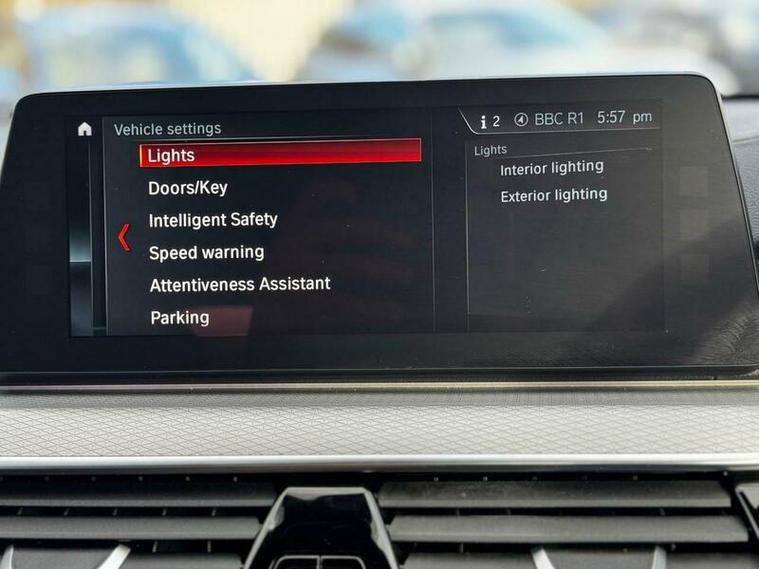 Vehicle settings
i 2 BBC R1 5:57 pm
Lights
Doors/Key
Intelligent Safety
Speed warning
Attentiveness Assistant
Parking
Lights
Interior lighting
Exterior lighting